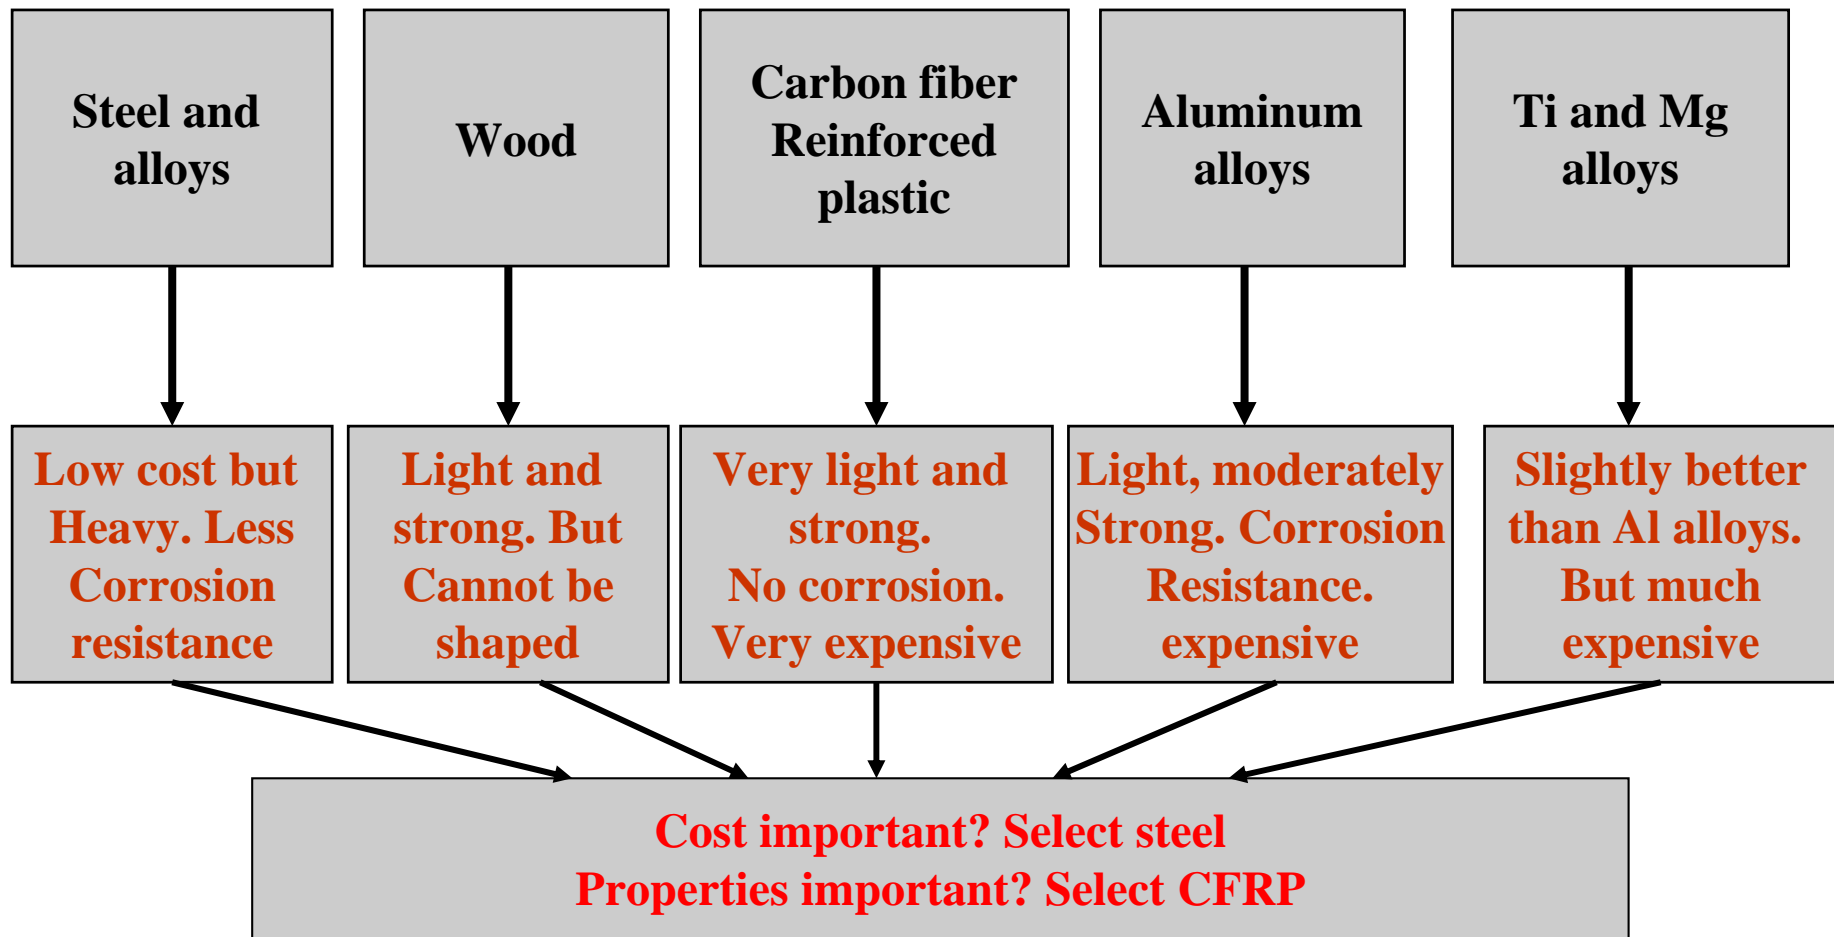 Steel and
alloys
Wood
Carbon fiber
Reinforced
plastic
Aluminum
alloys
Ti and Mg
alloys
Low cost but
Heavy. Less
Corrosion
resistance
Light and
strong. But
Cannot be
shaped
Very light and
strong.
No corrosion.
Very expensive
Light, moderately
Strong. Corrosion
Resistance.
expensive
Slightly better
than Al alloys.
But much
expensive
Cost important? Select steel
Properties important? Select CFRP